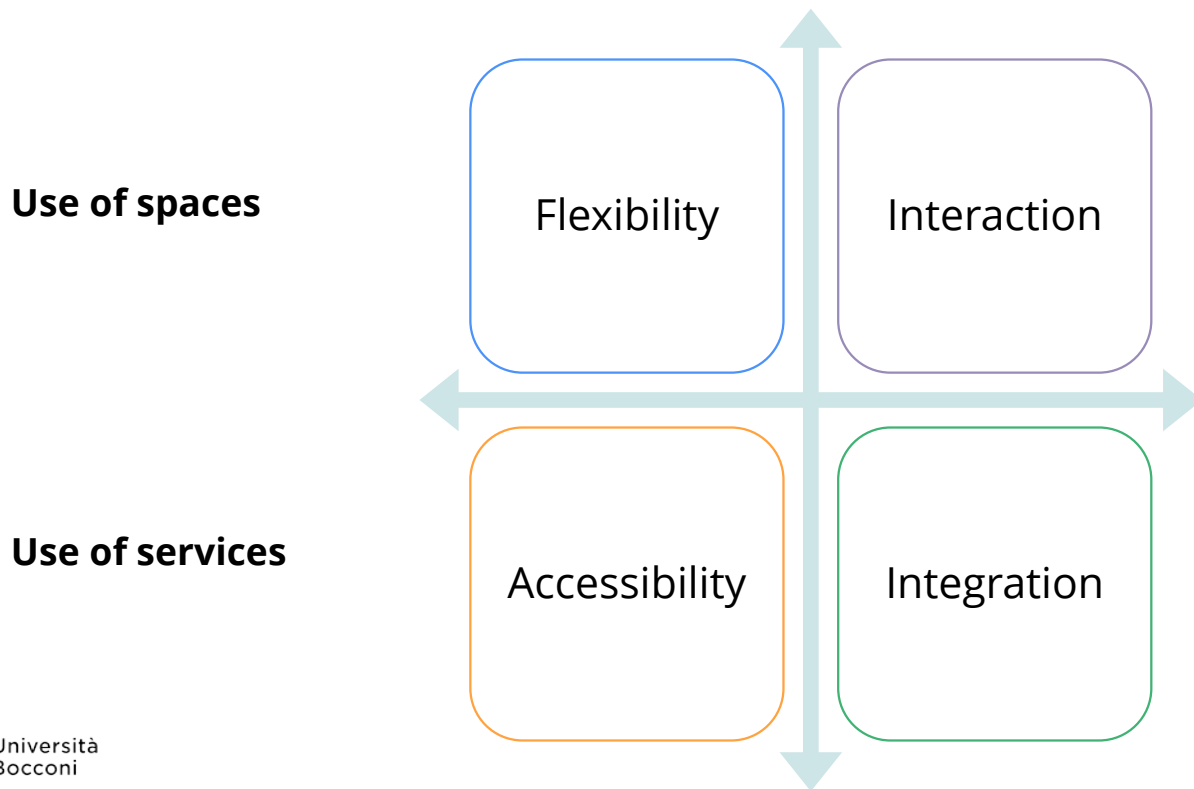 Use of spaces
Flexibility
Interaction
Use of services
Accessibility
Integration
Università
Bocconi